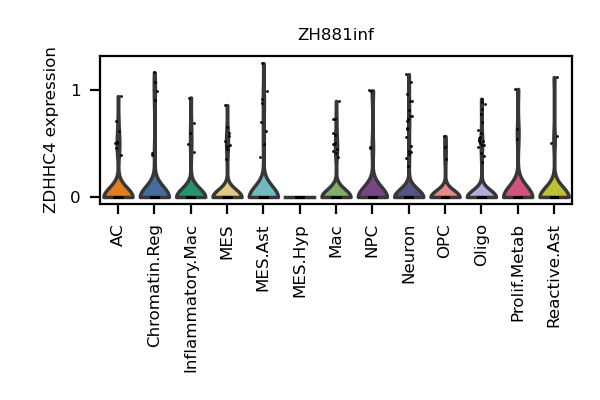 ZH881inf
ZDHHC4 expression
1
0
AC
Chromatin.Reg
Inflammatory.Mac
MES
MES.Ast
MES.Hyp
Mac
NPC
Neuron
OPC
Oligo
Prolif.Metab
Reactive.Ast